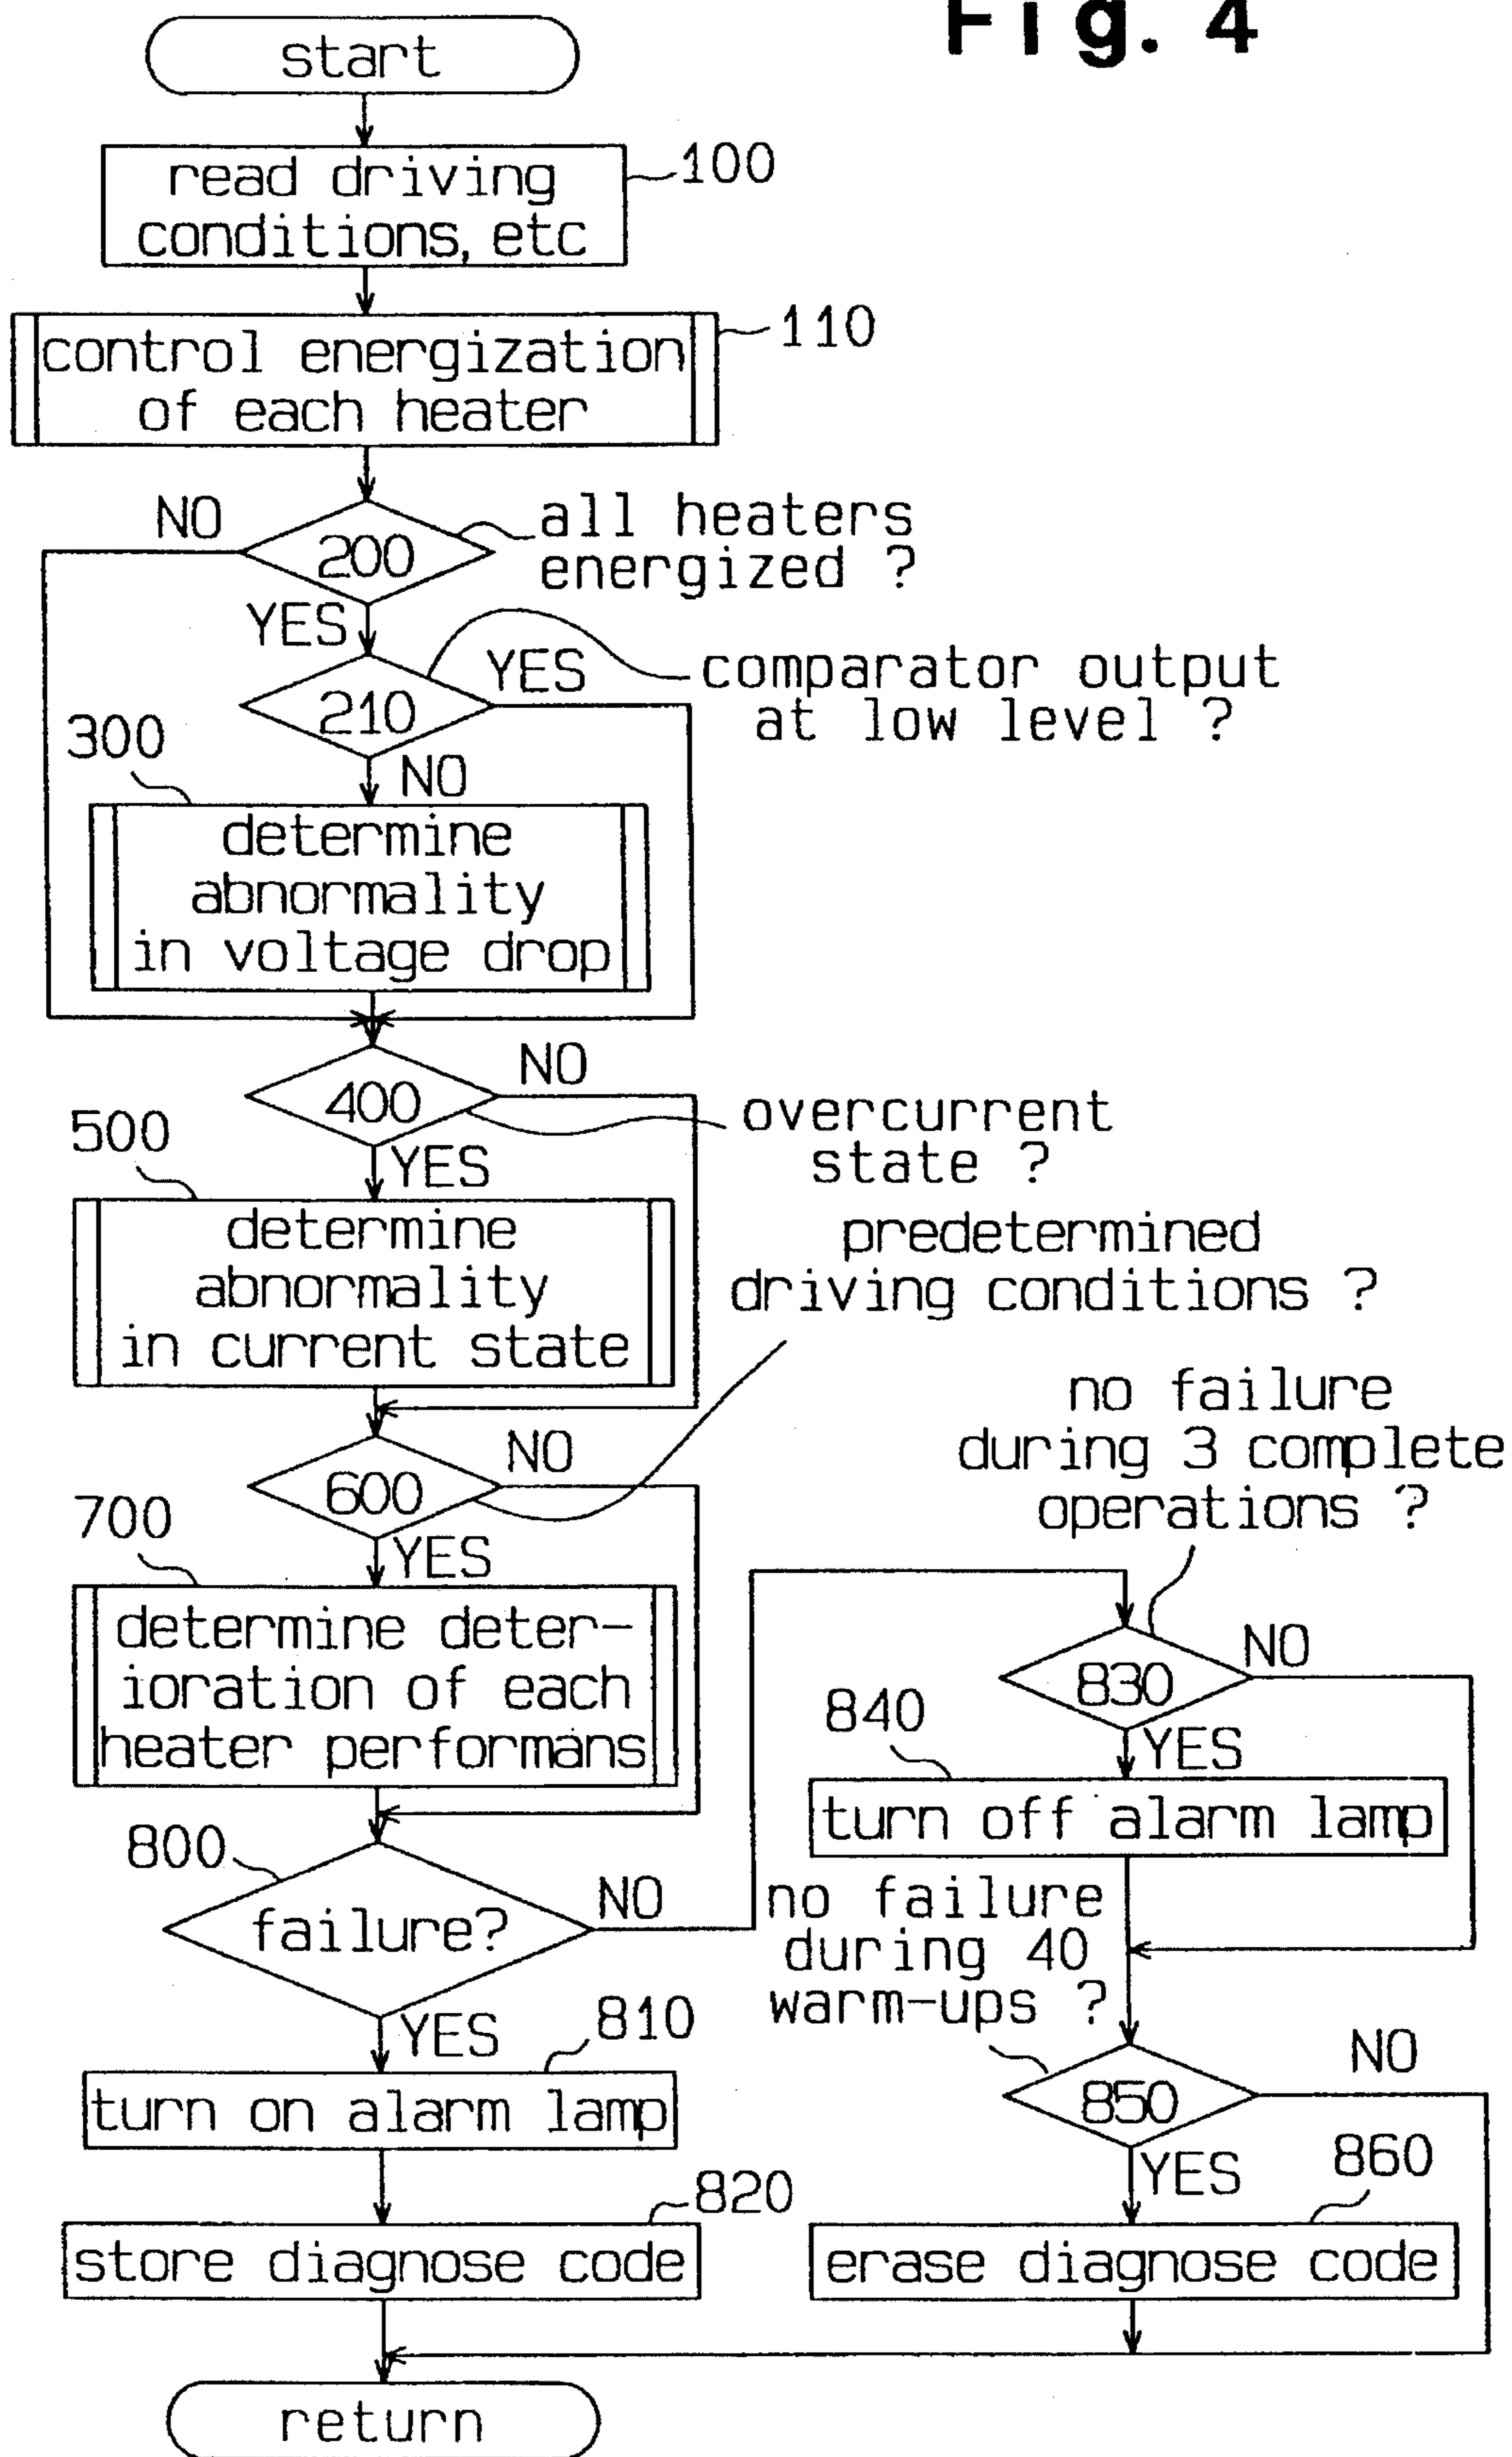 Fig. 4
start
read driving
conditions, etc
100
control energization
of each heater
110
NO
200
all heaters
energized ?
YES
210
YES
comparator output
at low level ?
300
NO
determine
abnormality
in voltage drop
400
NO
overcurrent
state ?
500
YES
determine
abnormality
in current state
predetermined
driving conditions ?
600
NO
700
YES
determine deter-
ioration of each
heater performans
800
failure?
NO
YES
810
turn on alarm lamp
820
store diagnose code
no failure
during 3 complete
operations ?
830
NO
840
YES
turn off alarm lamp
no failure
during 40
warm-ups ?
850
NO
YES
860
erase diagnose code
return